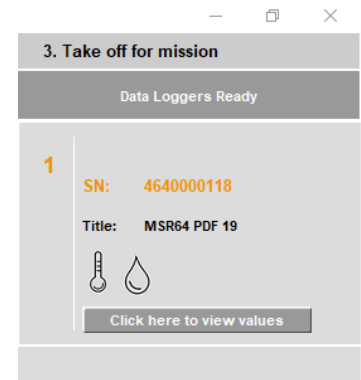 3. Take off for mission
Data Loggers Ready
1
SN: 4640000118
Title: MSR64 PDF 19
Click here to view values